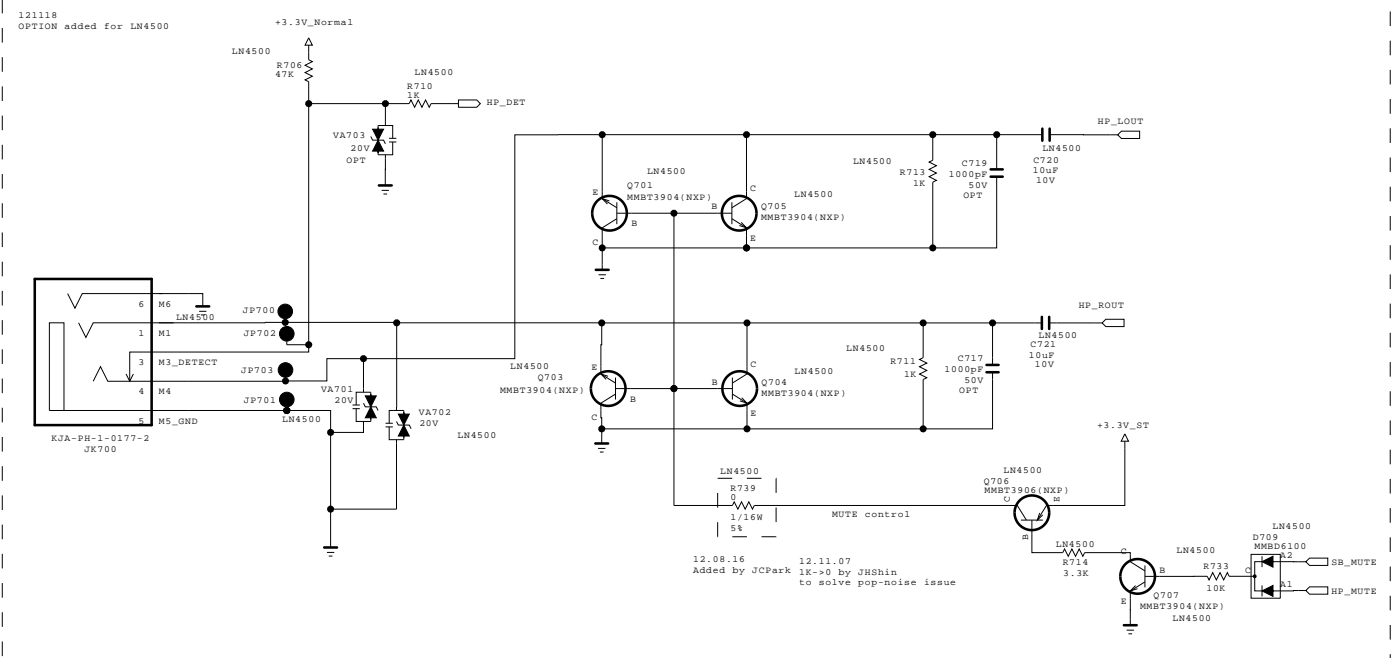 121118
OPTION added for LN4500
+3.3V_Normal
LN4500
R706
47K
LN4500
R710
1K
HP_DET
VA703
20V
OPT
HP_LOUT
LN4500
C720
10uF
10V
LN4500
R713
1K
C719
1000pF
50V
OPT
LN4500
Q701
MMBT3904(NXP)
E
B
C
LN4500
Q705
MMBT3904(NXP)
B
C
E
6 M6
LN4500
1 M1
3 M3_DETECT
4 M4
5 M5_GND
KJA-PH-1-0177-2
JK700
JP700
JP702
JP703
JP701
LN4500
VA701
20V
VA702
20V
LN4500
HP_ROUT
LN4500
C721
10uF
10V
LN4500
R711
1K
C717
1000pF
50V
OPT
LN4500
Q703
MMBT3904(NXP)
E
B
C
LN4500
Q704
MMBT3904(NXP)
B
C
E
+3.3V_ST
LN4500
R739
0
1/16W
5%
MUTE control
LN4500
Q706
MMBT3906(NXP)
C
E
B
12.08.16
Added by JCPark
12.11.07
1K->0 by JHShin
to solve pop-noise issue
LN4500
R714
3.3K
C
B
E
Q707
MMBT3904(NXP)
LN4500
LN4500
R733
10K
LN4500
D709
MMBD6100
A2
C
A1
SB_MUTE
HP_MUTE